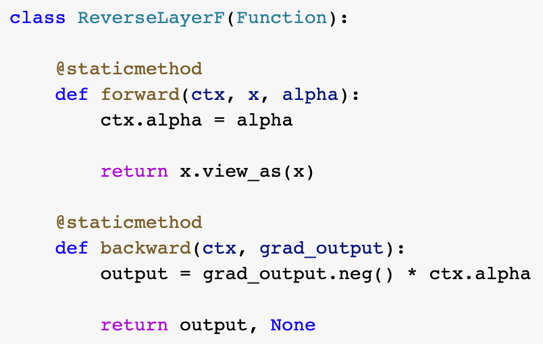 class ReverseLayerF(Function):
@staticmethod
def forward(ctx, x, alpha):
ctx.alpha = alpha
return x.view_as(x)
@staticmethod
def backward(ctx, grad_output):
output = grad_output.neg() * ctx.alpha
return output, None